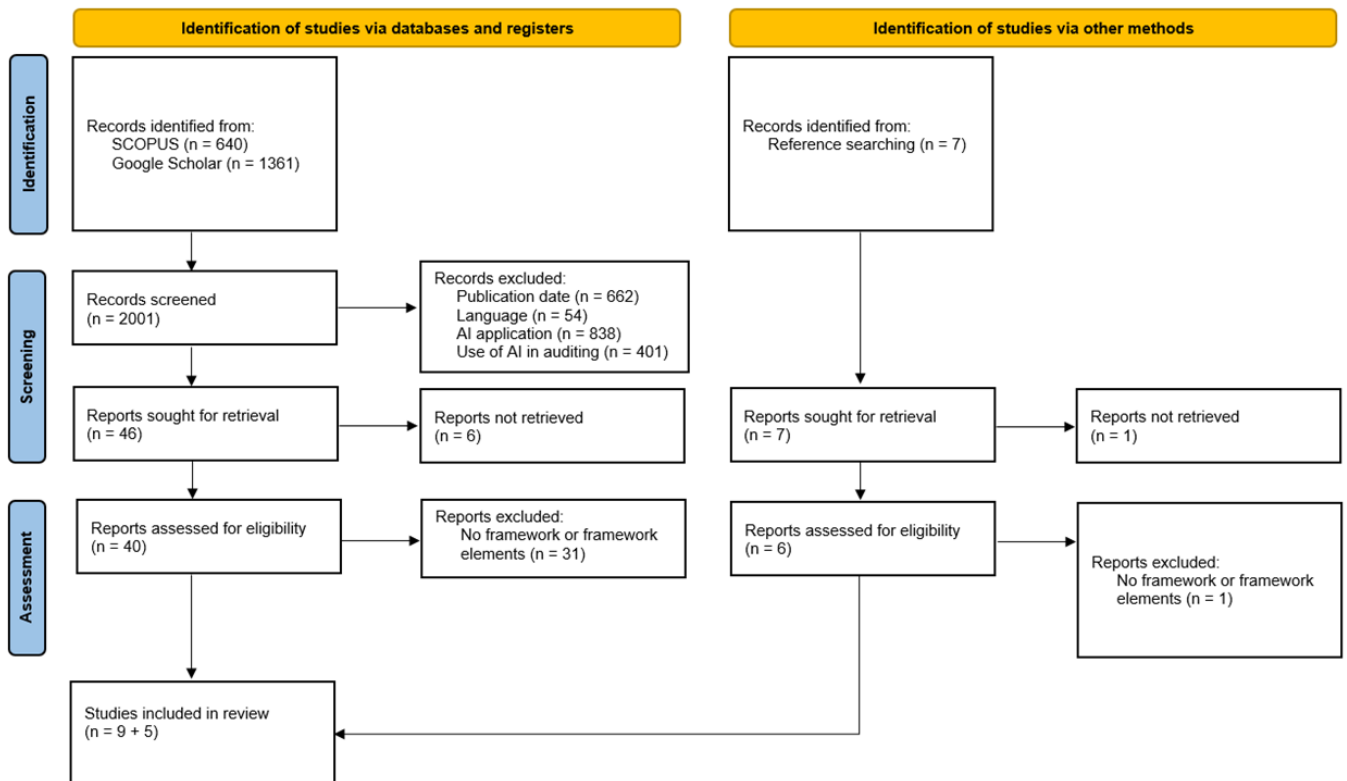 Identification of studies via databases and registers
Identification of studies via other methods
Identification
Records identified from:
SCOPUS (n = 640)
Google Scholar (n = 1361)
Records identified from:
Reference searching (n = 7)
Screening
Records screened
(n = 2001)
Records excluded:
Publication date (n = 662)
Language (n = 54)
AI application (n = 838)
Use of AI in auditing (n = 401)
Reports sought for retrieval
(n = 46)
Reports not retrieved
(n = 6)
Reports sought for retrieval
(n = 7)
Reports not retrieved
(n = 1)
Assessment
Reports assessed for eligibility
(n = 40)
Reports excluded:
No framework or framework
elements (n = 31)
Reports assessed for eligibility
(n = 6)
Reports excluded:
No framework or framework
elements (n = 1)
Studies included in review
(n = 9 + 5)